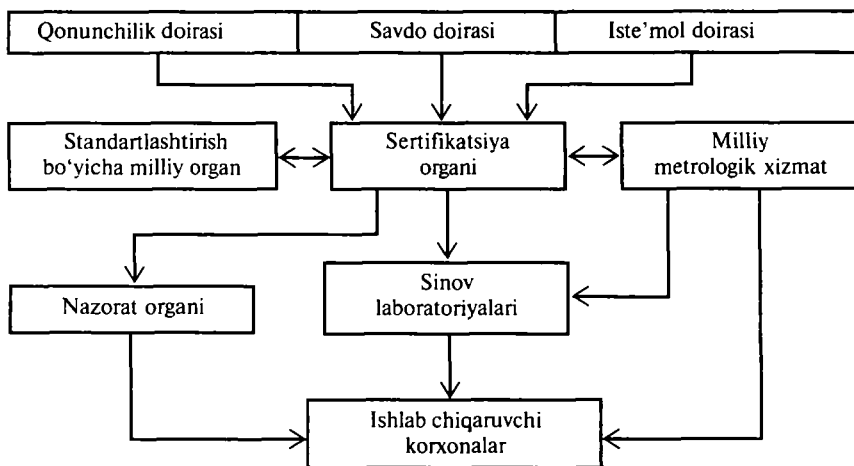 Qonunchilik doirasi
Savdo doirasi
Iste’mol doirasi
Standartlashtirish
bo‘yicha milliy organ
Sertifikatsiya
organi
Milliy
metrologik xizmat
Nazorat organi
Sinov
laboratoriyalari
Ishlab chiqaruvchi
korxonalar